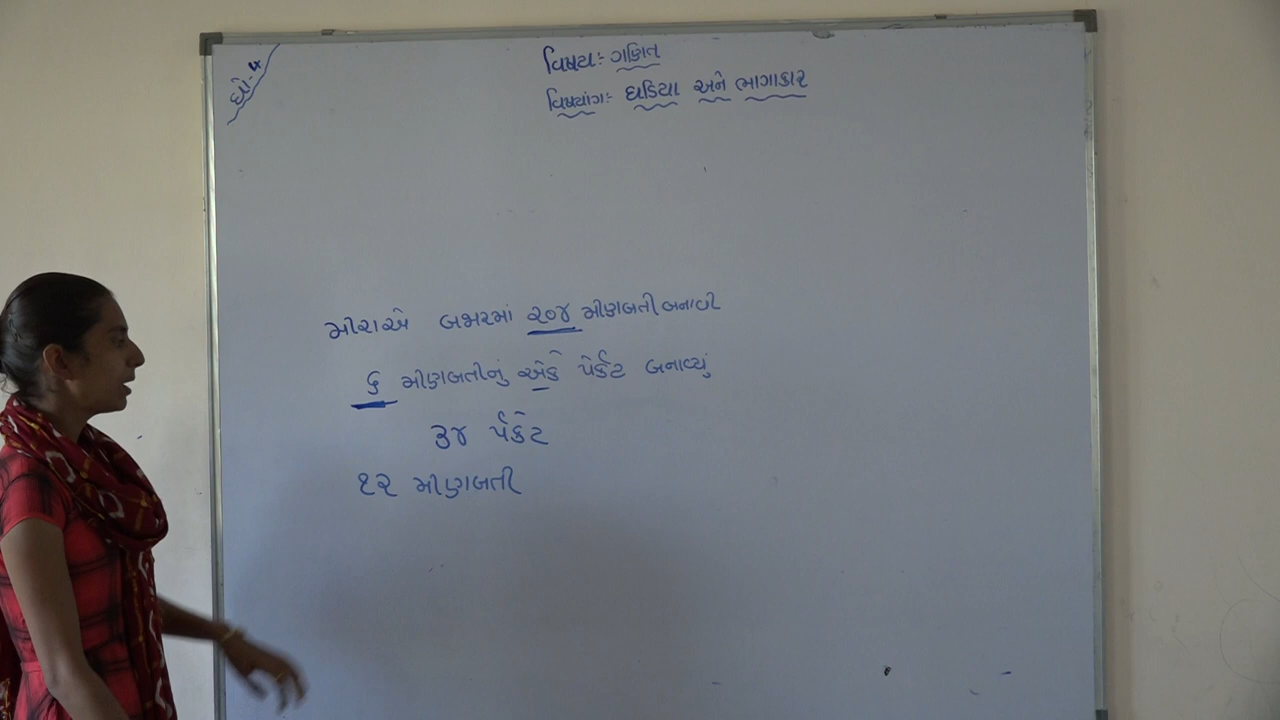 ધો-૪
વિષય:- ગણિત
વિષયાંગ:- ઘડિયા અને ભાગાકાર
મીરાએ બજારમાં ૨૦૪ મીણબતી બનાવી
૬ મીણબતીનું એક પેકેટ બનાવ્યું
૩૪ પેકેટ
૧૨ મીણબતી